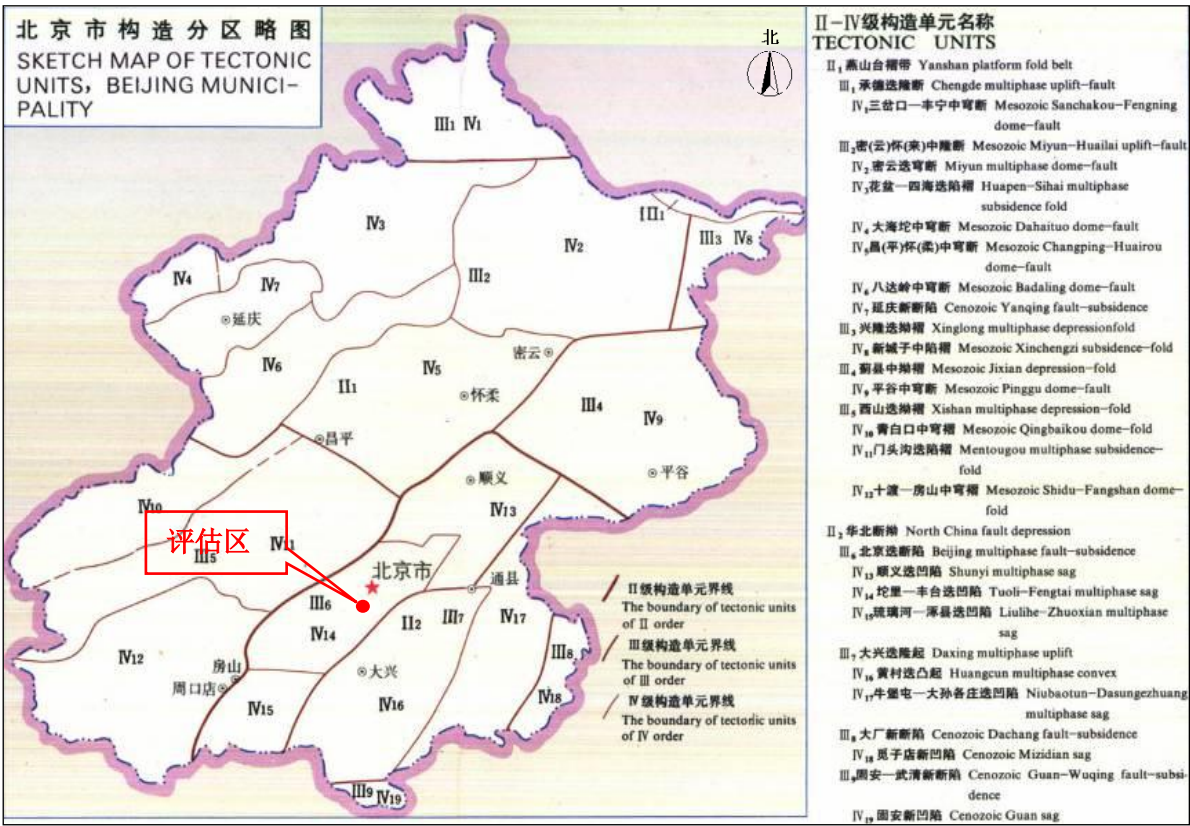 北京市构造分区略图
SKETCH MAP OF TECTONIC
UNITS, BEIJING MUNICI-
PALITY
北
III1 IV1
IV3
IV2
II1
III3 IV8
IV4
IV7
III2
延庆
IV6
密云
IV5
II1
怀柔
III4
IV9
昌平
平谷
顺义
IV13
IV10
评估区
IV11
III5
北京市
通县
III6
IV14
II2
III7
IV17
III8
IV12
房山
大兴
周口店
IV15
IV16
IV18
III9 IV19
II级构造单元界线
The boundary of tectonic units
of II order
III级构造单元界线
The boundary of tectonic units
of III order
IV级构造单元界线
The boundary of tectonic units
of IV order
II-IV级构造单元名称
TECTONIC UNITS
II1燕山台褶带 Yanshan platform fold belt
III1承德迭隆断 Chengde multiphase uplift-fault
IV1三岔口—丰宁中穹断 Mesozoic Sanchakou-Fengning
dome-fault
III2密(云)怀(来)中隆断 Mesozoic Miyun-Huailai uplift-fault
IV2密云迭穹断 Miyun multiphase dome-fault
IV3花盆—四海迭陷褶 Huapen-Sihai multiphase
subsidence fold
IV4大海坨中穹断 Mesozoic Dahaituo dome-fault
IV5昌(平)怀(柔)中穹断 Mesozoic Changping-Huairou
dome-fault
IV6八达岭中穹断 Mesozoic Badaling dome-fault
IV7延庆新断陷 Cenozoic Yanqing fault-subsidence
III3兴隆迭坳褶 Xinglong multiphase depressionfold
IV8新城子中陷褶 Mesozoic Xinchengzi subsidence-fold
III4蓟县中坳褶 Mesozoic Jixian depression-fold
IV9平谷中穹断 Mesozoic Pinggu dome-fault
III5西山迭坳褶 Xishan multiphase depression-fold
IV10青白口中穹褶 Mesozoic Qingbaikou dome-fold
IV11门头沟迭陷褶 Mentougou multiphase subsidence-
fold
IV12十渡—房山中穹褶 Mesozoic Shidu-Fangshan dome-
fold
II2华北断坳 North China fault depression
III6北京迭断陷 Beijing multiphase fault-subsidence
IV13顺义迭凹陷 Shunyi multiphase sag
IV14坨里—丰台迭凹陷 Tuoli-Fengtai multiphase sag
IV15琉璃河—涿县迭凹陷 Liulihe-Zhuoxian multiphase
sag
III7大兴迭隆起 Daxing multiphase uplift
IV16黄村迭凸起 Huangcun multiphase convex
IV17牛堡屯—大孙各庄迭凹陷 Niubaotun-Dasungezhuang
multiphase sag
III8大厂新断陷 Cenozoic Dachang fault-subsidence
IV18觅子店新凹陷 Cenozoic Mizidian sag
III9固安—武清新断陷 Cenozoic Guan-Wuqing fault-subsi-
dence
IV19固安新凹陷 Cenozoic Guan sag